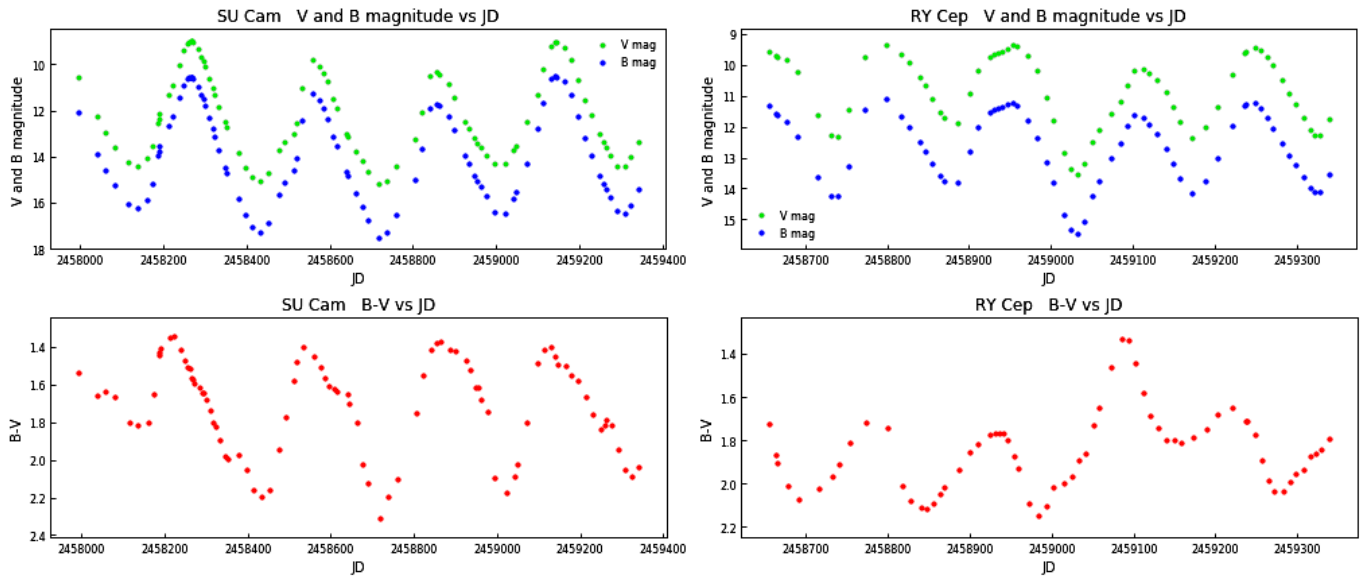 SU Cam V and B magnitude vs JD
V and B magnitude
10
12
14
16
18
V mag
B mag
2458000 2458200 2458400 2458600 2458800 2459000 2459200 2459400
JD
RY Cep V and B magnitude vs JD
V and B magnitude
9
10
11
12
13
14
15
V mag
B mag
2458700 2458800 2458900 2459000 2459100 2459200 2459300
JD
SU Cam B-V vs JD
B-V
1.4
1.6
1.8
2.0
2.2
2.4
2458000 2458200 2458400 2458600 2458800 2459000 2459200 2459400
JD
RY Cep B-V vs JD
B-V
1.4
1.6
1.8
2.0
2.2
2458700 2458800 2458900 2459000 2459100 2459200 2459300
JD